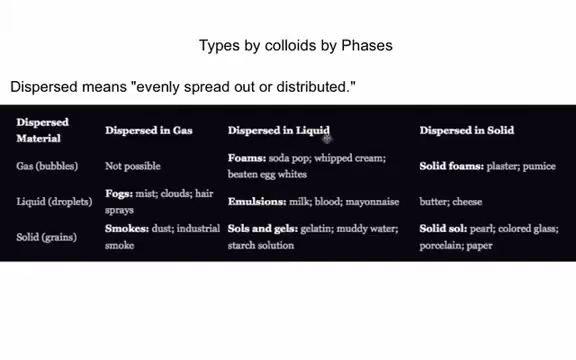 Types by colloids by Phases
Dispersed means "evenly spread out or distributed."
Dispersed Material Dispersed in Gas Dispersed in Liquid Dispersed in Solid
Gas (bubbles) Not possible Foams: soda pop; whipped cream; beaten egg whites Solid foams: plaster; pumice
Liquid (droplets) Fogs: mist; clouds; hair sprays Emulsions: milk; blood; mayonnaise butter; cheese
Solid (grains) Smokes: dust; industrial smoke Sols and gels: gelatin; muddy water; starch solution Solid sol: pearl; colored glass; porcelain; paper